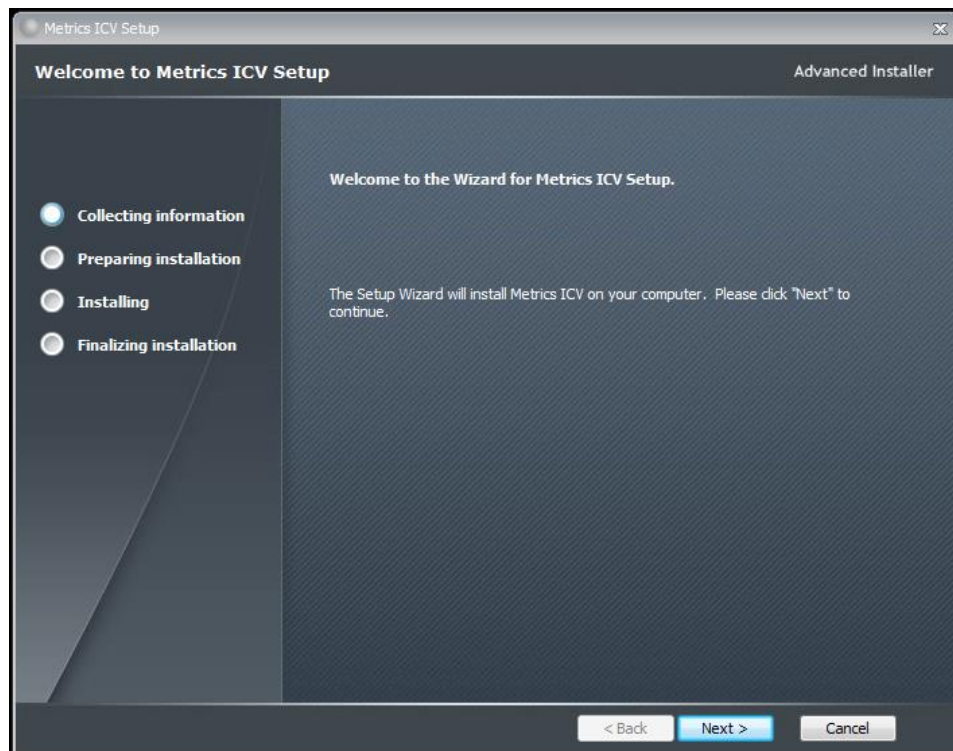 Metrics ICV Setup
Welcome to Metrics ICV Setup
Advanced Installer
Welcome to the Wizard for Metrics ICV Setup.
Collecting information
Preparing installation
Installing
Finalizing installation
The Setup Wizard will install Metrics ICV on your computer. Please click "Next" to
continue.
< Back
Next >
Cancel